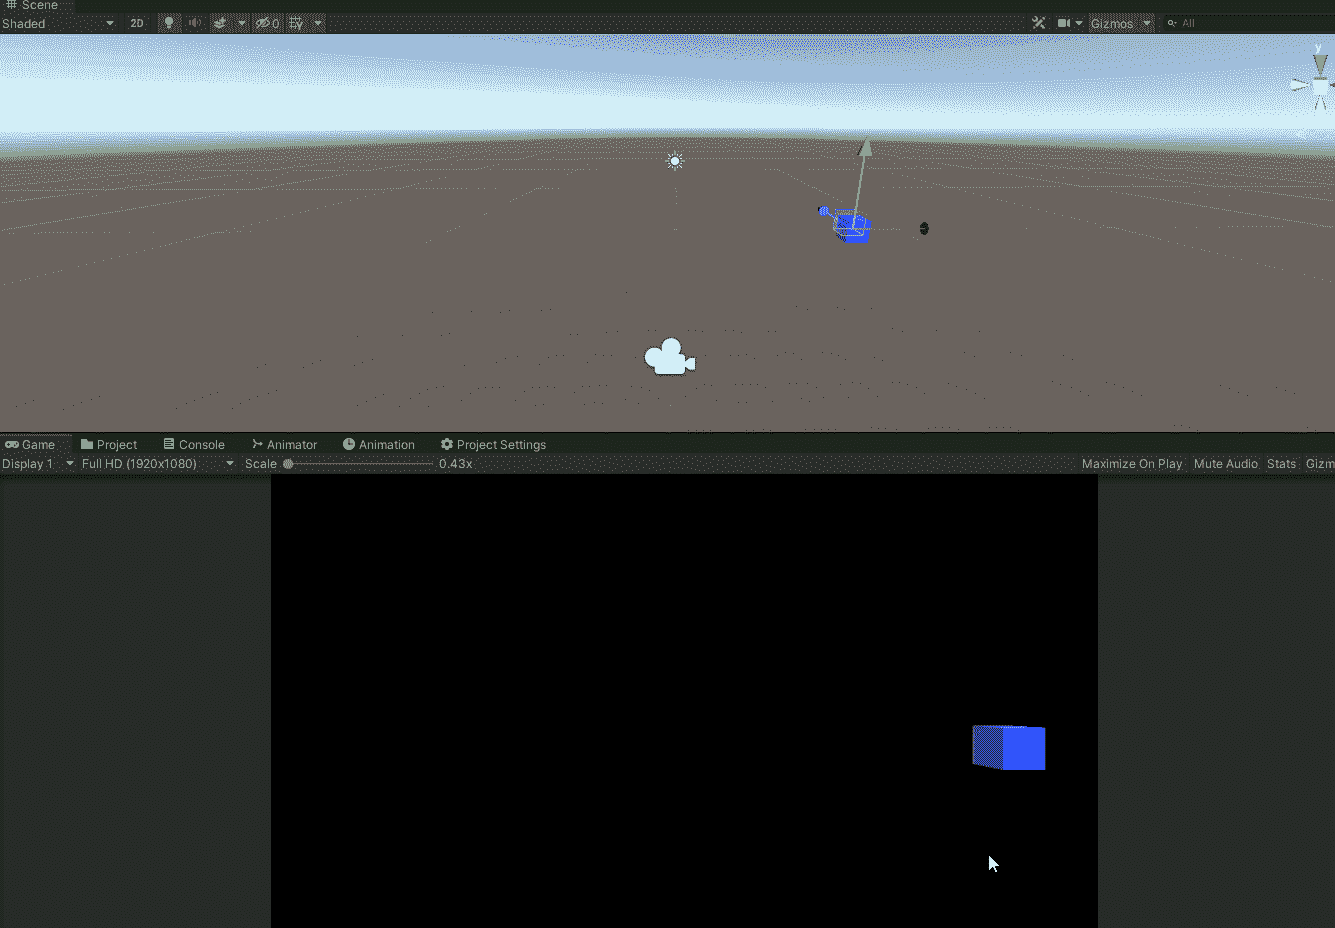 Scene
Shaded 2D 0 Gizmos All
y
Game Project Console Animator Animation Project Settings
Display 1 Full HD (1920x1080) Scale 0.43x Maximize On Play Mute Audio Stats Gizm